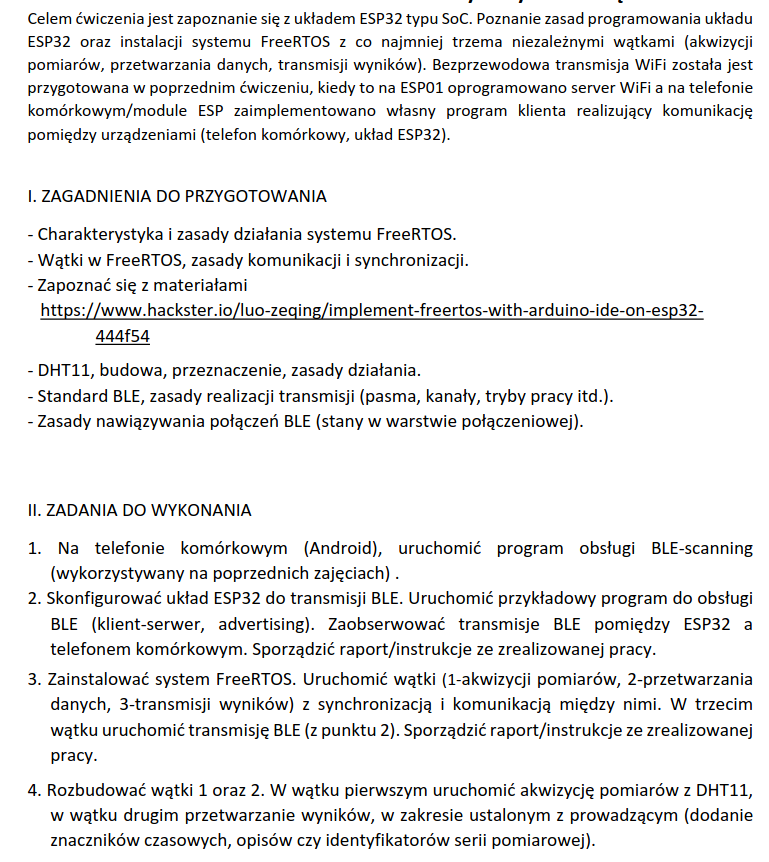 Celem ćwiczenia jest zapoznanie się z układem ESP32 typu SoC. Poznanie zasad programowania układu
ESP32 oraz instalacji systemu FreeRTOS z co najmniej trzema niezależnymi wątkami (akwizycji
pomiarów, przetwarzania danych, transmisji wyników). Bezprzewodowa transmisja WiFi została jest
przygotowana w poprzednim ćwiczeniu, kiedy to na ESP01 oprogramowano server WiFi a na telefonie
komórkowym/module ESP zaimplementowano własny program klienta realizujący komunikację
pomiędzy urządzeniami (telefon komórkowy, układ ESP32).
I. ZAGADNIENIA DO PRZYGOTOWANIA
- Charakterystyka i zasady działania systemu FreeRTOS.
- Wątki w FreeRTOS, zasady komunikacji i synchronizacji.
- Zapoznać się z materiałami
https://www.hackster.io/luo-zeqing/implement-freertos-with-arduino-ide-on-esp32-
444f54
- DHT11, budowa, przeznaczenie, zasady działania.
- Standard BLE, zasady realizacji transmisji (pasma, kanały, tryby pracy itd.).
- Zasady nawiązywania połączeń BLE (stany w warstwie połączeniowej).
II. ZADANIA DO WYKONANIA
1. Na telefonie komórkowym (Android), uruchomić program obsługi BLE-scanning
(wykorzystywany na poprzednich zajęciach) .
2. Skonfigurować układ ESP32 do transmisji BLE. Uruchomić przykładowy program do obsługi
BLE (klient-serwer, advertising). Zaobserwować transmisje BLE pomiędzy ESP32 a
telefonem komórkowym. Sporządzić raport/instrukcje ze zrealizowanej pracy.
3. Zainstalować system FreeRTOS. Uruchomić wątki (1-akwizycji pomiarów, 2-przetwarzania
danych, 3-transmisji wyników) z synchronizacją i komunikacją między nimi. W trzecim
wątku uruchomić transmisję BLE (z punktu 2). Sporządzić raport/instrukcje ze zrealizowanej
pracy.
4. Rozbudować wątki 1 oraz 2. W wątku pierwszym uruchomić akwizycję pomiarów z DHT11,
w wątku drugim przetwarzanie wyników, w zakresie ustalonym z prowadzącym (dodanie
znaczników czasowych, opisów czy identyfikatorów serii pomiarowej).